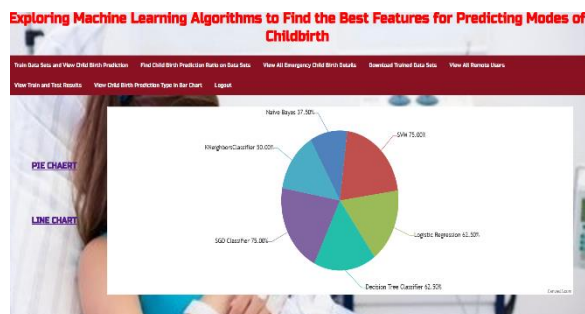 Exploring Machine Learning Algorithms to Find the Best Features for Predicting Modes of
Childbirth
Train Data Sets and View Child Birth Prediction   Find Child Birth Prediction Ratio on Data Sets   View All Emergency Child Birth Details   Download Trained Data Sets   View All Remote Users
View Train and Test Results   View Child Birth Prediction Type in Bar Chart   Logout
Naive Bayes 37.50%
SVM 75.00%
KNeighborsClassifier 50.00%
PIE CHAERT
LINE CHART
Logistic Regression 62.50%
SGD Classifier 75.00%
Decision Tree Classifier 62.50%